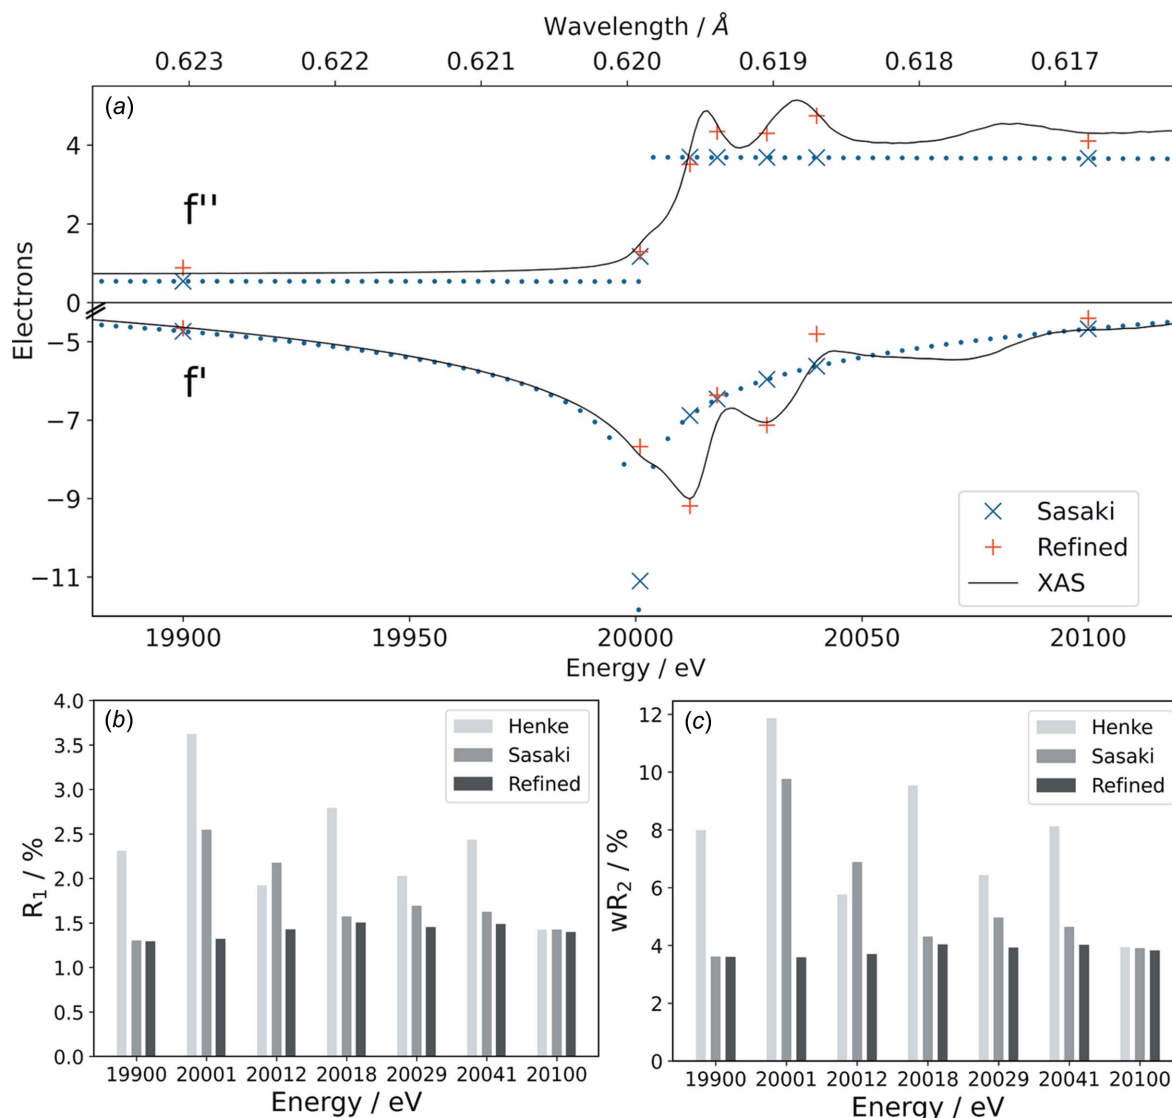 Wavelength / Å
0.623 0.622 0.621 0.620 0.619 0.618 0.617
(a)
4
f''
2
0
Electrons
−5
f'
−7
−9
−11
Sasaki
Refined
XAS
19900 19950 20000 20050 20100
Energy / eV
(b)
4.0
3.5
3.0
2.5
2.0
1.5
1.0
0.5
0.0
R1 / %
Henke
Sasaki
Refined
19900 20001 20012 20018 20029 20041 20100
Energy / eV
(c)
12
10
8
6
4
2
0
wR2 / %
Henke
Sasaki
Refined
19900 20001 20012 20018 20029 20041 20100
Energy / eV